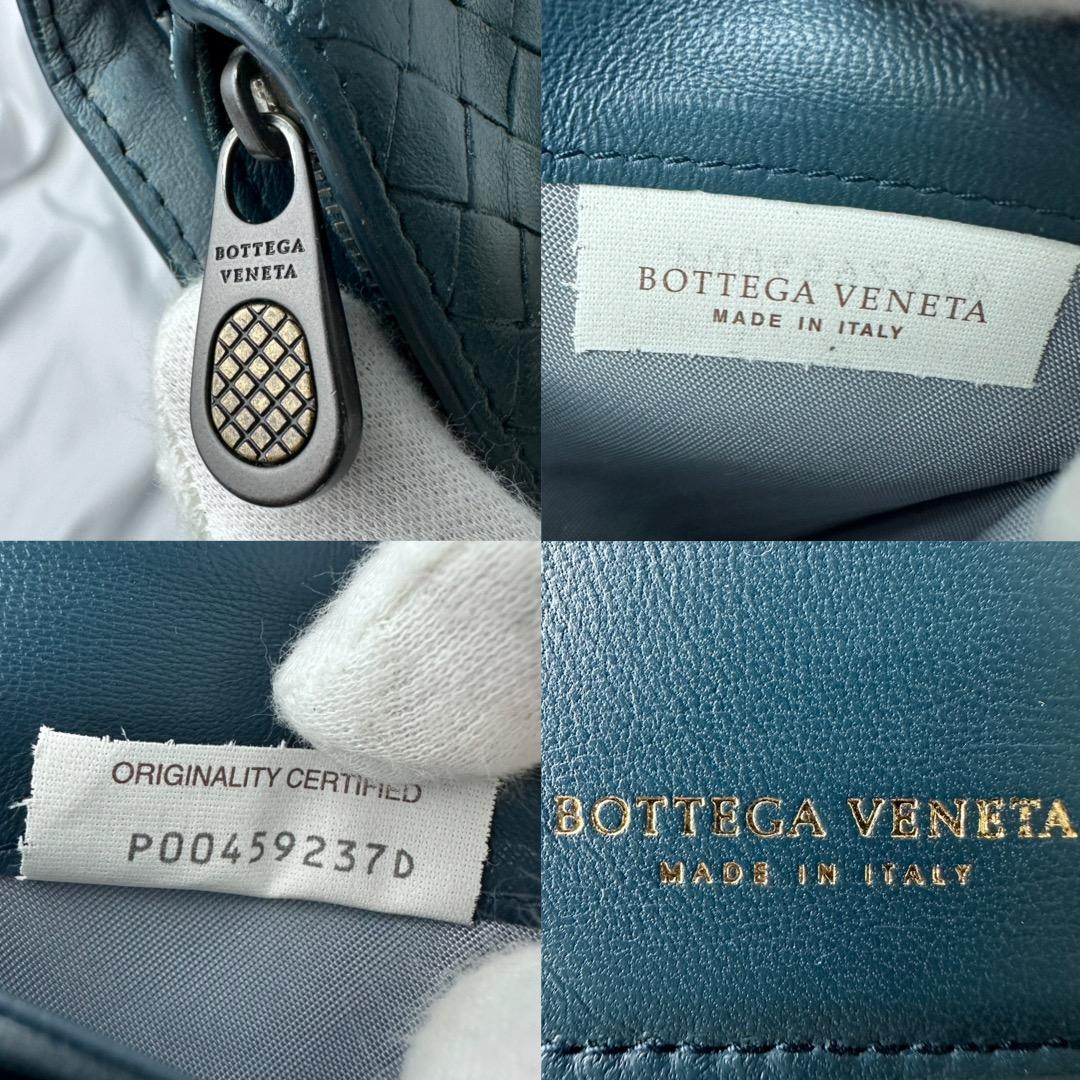 BOTTEGA
VENETA
BOTTEGA VENETA
MADE IN ITALY
ORIGINALITY CERTIFIED
P00459237D
BOTTEGA VENETA
MADE IN ITALY